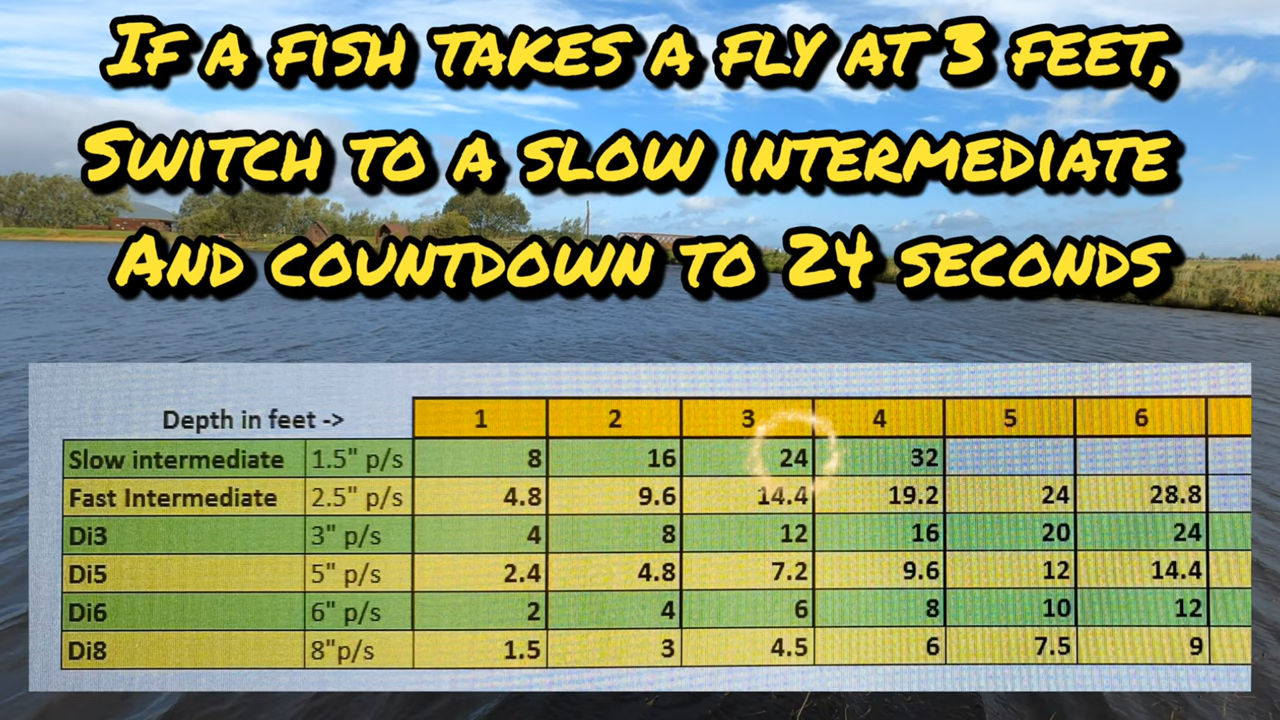 If a fish takes a fly at 3 feet,
Switch to a slow intermediate
And countdown to 24 seconds
Depth in feet -> 1 2 3 4 5 6
Slow intermediate 1.5" p/s 8 16 24 32
Fast Intermediate 2.5" p/s 4.8 9.6 14.4 19.2 24 28.8
Di3 3" p/s 4 8 12 16 20 24
Di5 5" p/s 2.4 4.8 7.2 9.6 12 14.4
Di6 6" p/s 2 4 6 8 10 12
Di8 8"p/s 1.5 3 4.5 6 7.5 9